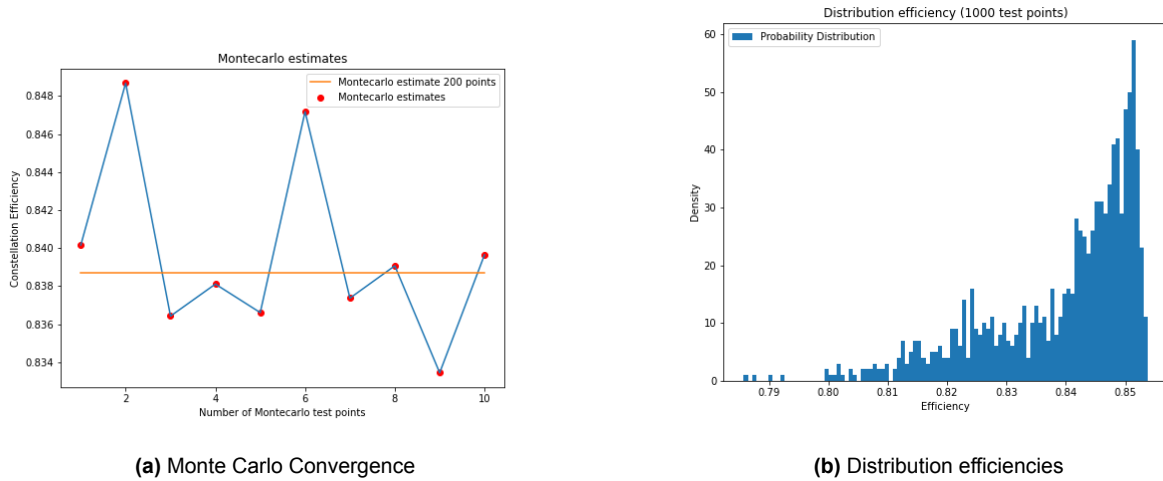 Montecarlo estimates
Montecarlo estimate 200 points
Montecarlo estimates
0.848
0.846
0.844
0.842
0.840
0.838
0.836
0.834
Constellation Efficiency
2
4
6
8
10
Number of Montecarlo test points
(a) Monte Carlo Convergence
Distribution efficiency (1000 test points)
Probability Distribution
60
50
40
30
20
10
0
Density
0.79
0.80
0.81
0.82
0.83
0.84
0.85
Efficiency
(b) Distribution efficiencies